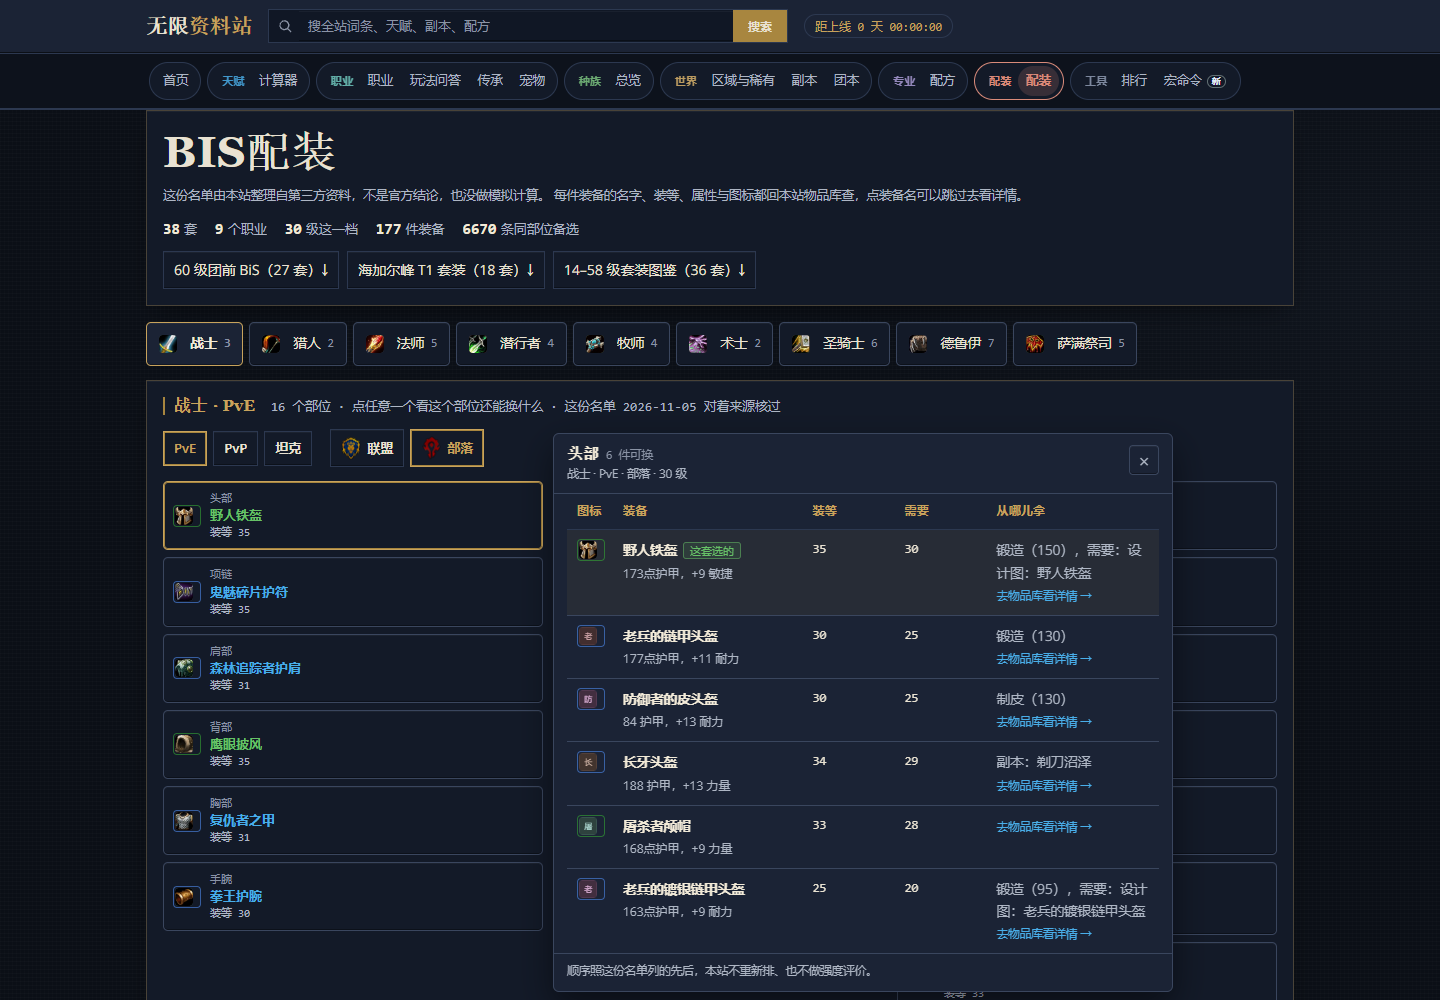 无限资料站
搜全站词条、天赋、副本、配方
搜索
距上线 0 天 00:00:00
首页
天赋 计算器
职业 职业 玩法问答 传承 宠物
种族 总览
世界 区域与稀有 副本 团本
专业 配方
配装 配装
工具 排行 宏命令 新
BIS配装
这份名单由本站整理自第三方资料，不是官方结论，也没做模拟计算。 每件装备的名字、装等、属性与图标都回本站物品库查，点装备名可以跳过去看详情。
38 套 9 个职业 30 级这一档 177 件装备 6670 条同部位备选
60 级团前 BiS（27 套）↓
海加尔峰 T1 套装（18 套）↓
14–58 级套装图鉴（36 套）↓
战士 3
猎人 2
法师 5
潜行者 4
牧师 4
术士 2
圣骑士 6
德鲁伊 7
萨满祭司 5
战士 · PvE 16 个部位 · 点任意一个看这个部位还能换什么 · 这份名单 2026-11-05 对着来源核过
PvE PvP 坦克 联盟 部落
头部
野人铁盔
装等 35
项链
鬼魅碎片护符
装等 35
肩部
森林追踪者护肩
装等 31
背部
鹰眼披风
装等 35
胸部
复仇者之甲
装等 31
手腕
拳王护腕
装等 30
头部 6 件可换
战士 · PvE · 部落 · 30 级
×
图标 装备 装等 需要 从哪儿拿
野人铁盔 这套选的 35 30 锻造（150），需要：设
计图：野人铁盔
173点护甲，+9 敏捷
去物品库看详情→
老 老兵的链甲头盔 30 25 锻造（130）
177点护甲，+11 耐力 去物品库看详情→
防 防御者的皮头盔 30 25 制皮（130）
84 护甲，+13 耐力 去物品库看详情→
长 长牙头盔 34 29 副本：剃刀沼泽
188 护甲，+13 力量 去物品库看详情→
屠 屠杀者颅帽 33 28 去物品库看详情→
168点护甲，+9 力量
老 老兵的镀银链甲头盔 25 20 锻造（95），需要：设计
图：老兵的镀银链甲头盔
163点护甲，+9 耐力
去物品库看详情→
顺序照这份名单列的先后，本站不重新排、也不做强度评价。
装等 33